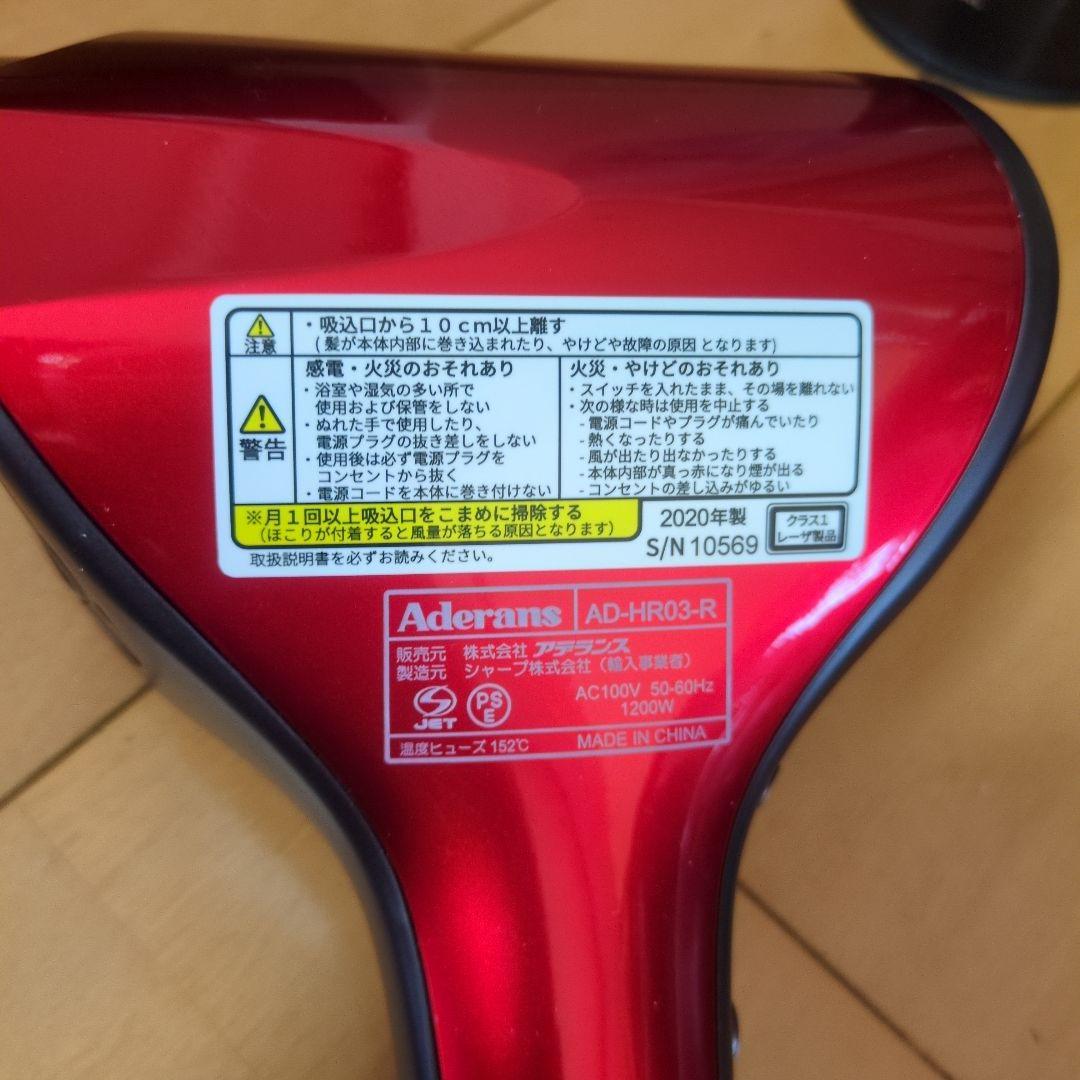 注意
・吸込口から１０ｃｍ以上離す
(髪が本体内部に巻き込まれたり、やけどや故障の原因 となります)
警告
感電・火災のおそれあり
・浴室や湿気の多い所で
使用および保管をしない
・ぬれた手で使用したり、
電源プラグの抜き差しをしない
・使用後は必ず電源プラグを
コンセントから抜く
・電源コードを本体に巻き付けない
火災・やけどのおそれあり
・スイッチを入れたまま、その場を離れない
・次の様な時は使用を中止する
- 電源コードやプラグが痛んでいたり
- 熱くなったりする
- 風が出たり出なかったりする
- 本体内部が真っ赤になり煙が出る
- コンセントの差し込みがゆるい
※月１回以上吸込口をこまめに掃除する
（ほこりが付着すると風量が落ちる原因となります）
取扱説明書を必ずお読みください。
2020年製
S/N 10569
クラス1
レーザ製品
Aderans AD-HR03-R
販売元 株式会社 アデランス
製造元 シャープ株式会社（輸入事業者）
JET
PS
E
AC100V 50-60Hz
1200W
温度ヒューズ 152℃ MADE IN CHINA